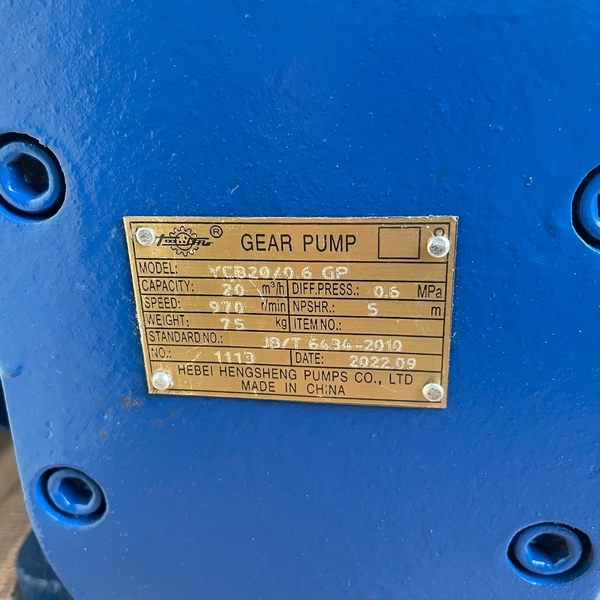 ® GEAR PUMP
MODEL: YCB20/0.6 GP
CAPACITY: 20 m³/h DIFF.PRESS.: 0.6 MPa
SPEED: 970 r/min NPSHR.: 5 m
WEIGHT: 75 kg ITEM NO.:
STANDARD NO.: JB/T 6434-2010
NO.: 1113 DATE: 2022.09
HEBEI HENGSHENG PUMPS CO., LTD
MADE IN CHINA